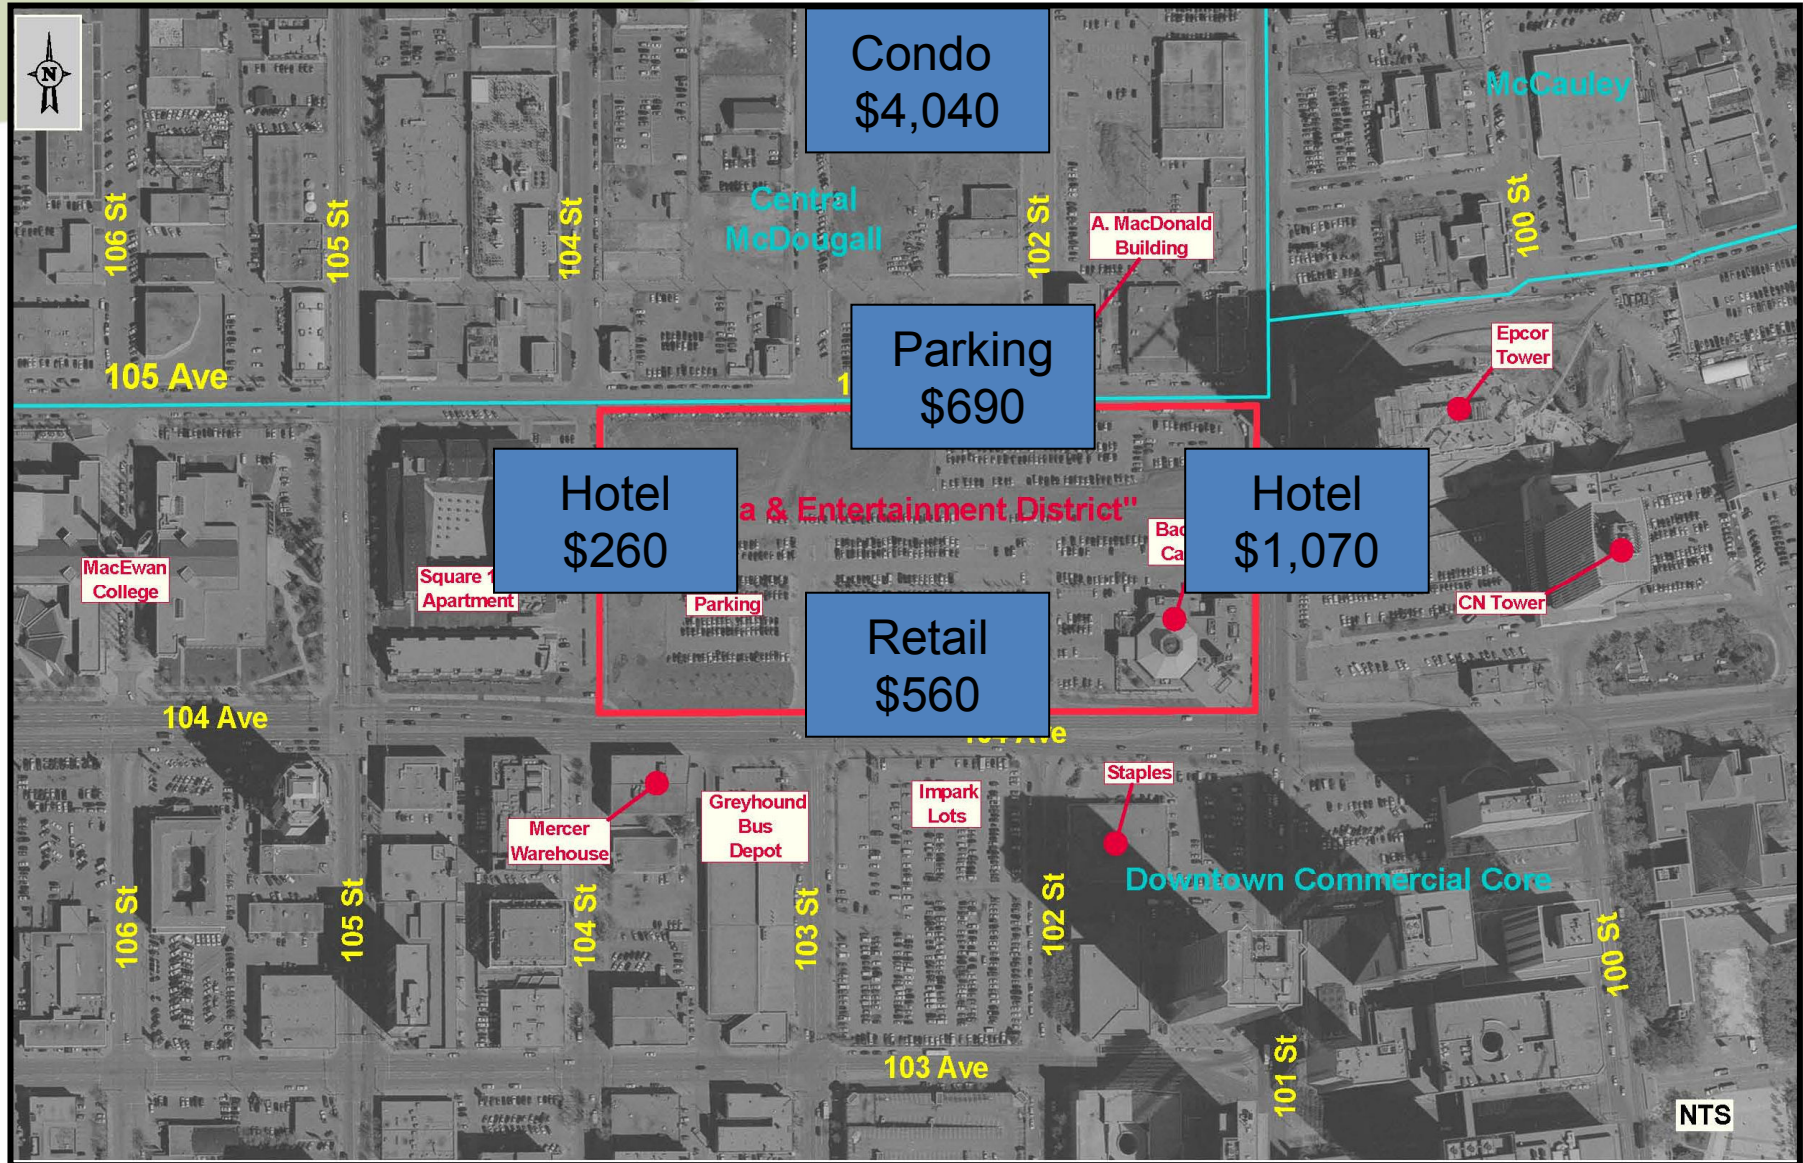 N
Condo
$4,040
McCauley
Central
McDougall
106 St
105 St
104 St
102 St
100 St
A. MacDonald
Building
Parking
$690
Epcor
Tower
105 Ave
Hotel
$260
a & Entertainment District"
Hotel
$1,070
MacEwan
College
Square
Apartment
Parking
CN Tower
Retail
$560
104 Ave
Ave
Staples
Mercer
Warehouse
Greyhound
Bus
Depot
Impark
Lots
Downtown Commercial Core
106 St
105 St
104 St
103 St
102 St
100 St
103 Ave
101 St
NTS